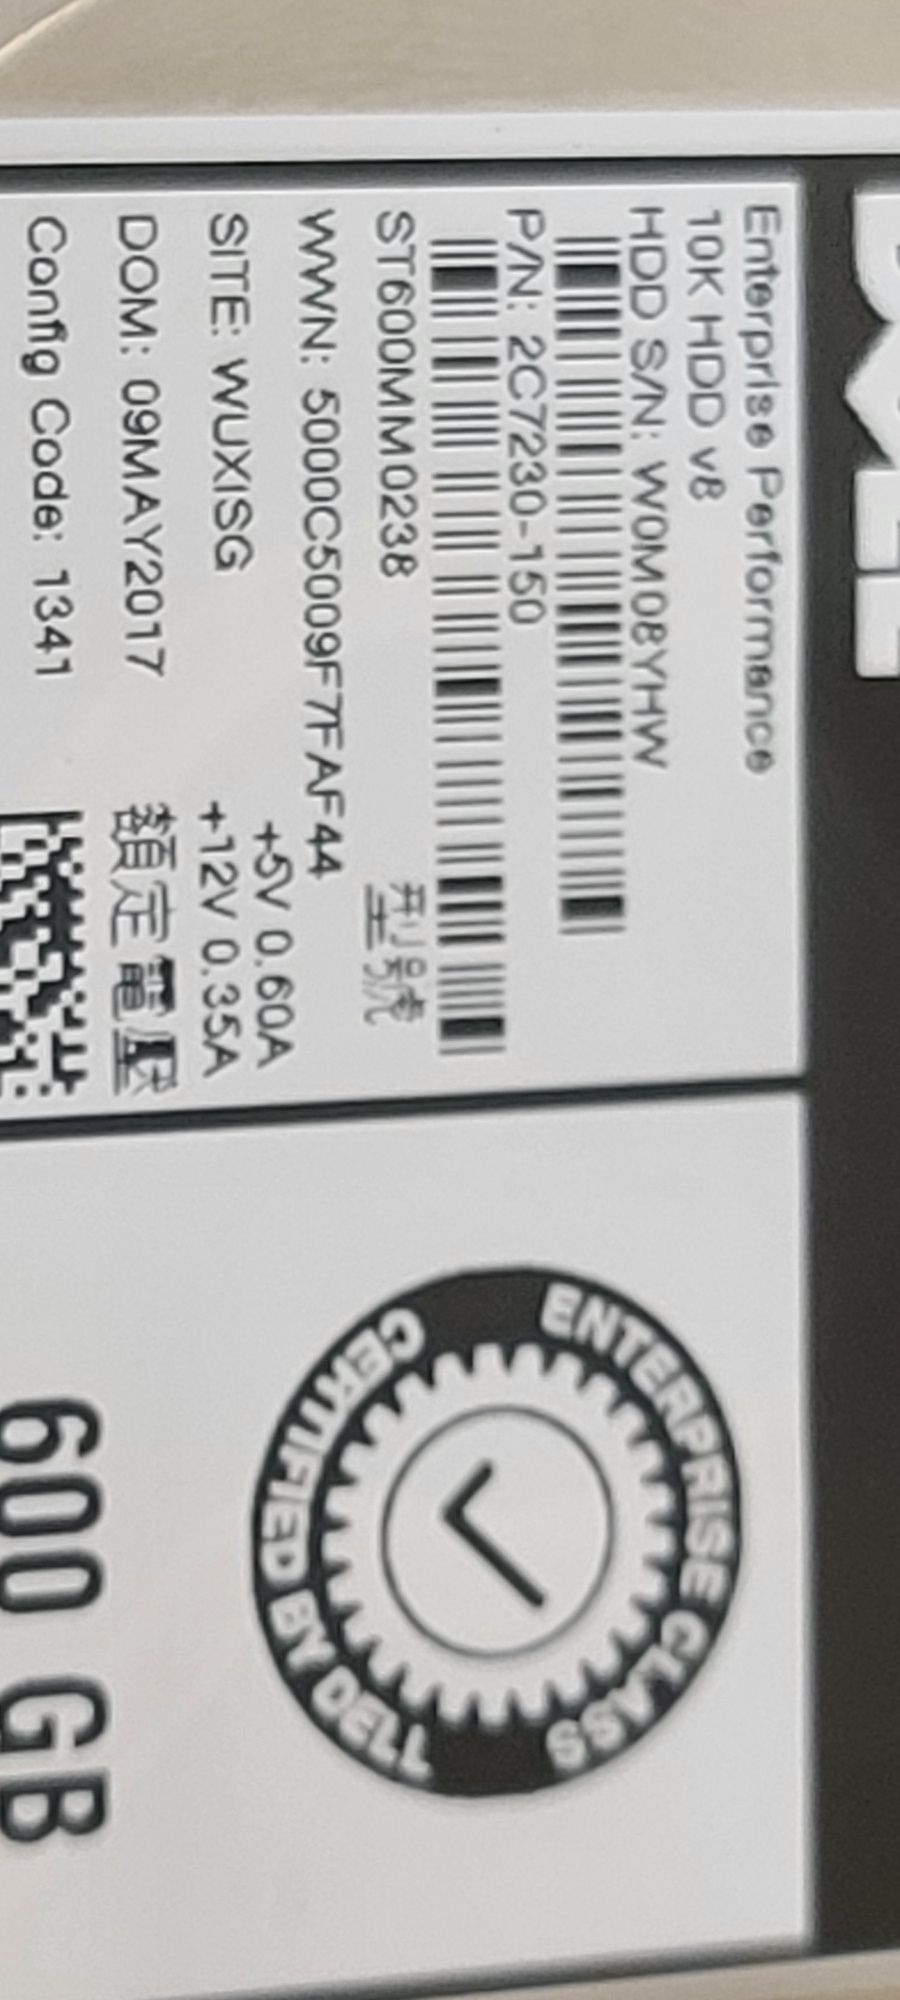 DELL
Enterprise Performance
10K HDD v8
HDD S/N: W0M08YHW
P/N: 2C7230-150
ST600MM0238
型號
WWN: 5000C5009F7FAF44
+5V 0.60A
SITE: WUXISG
+12V 0.35A
DOM: 09MAY2017
額定電壓
Config Code: 1341
ENTERPRISE CLASS
CERTIFIED BY DELL
600 GB